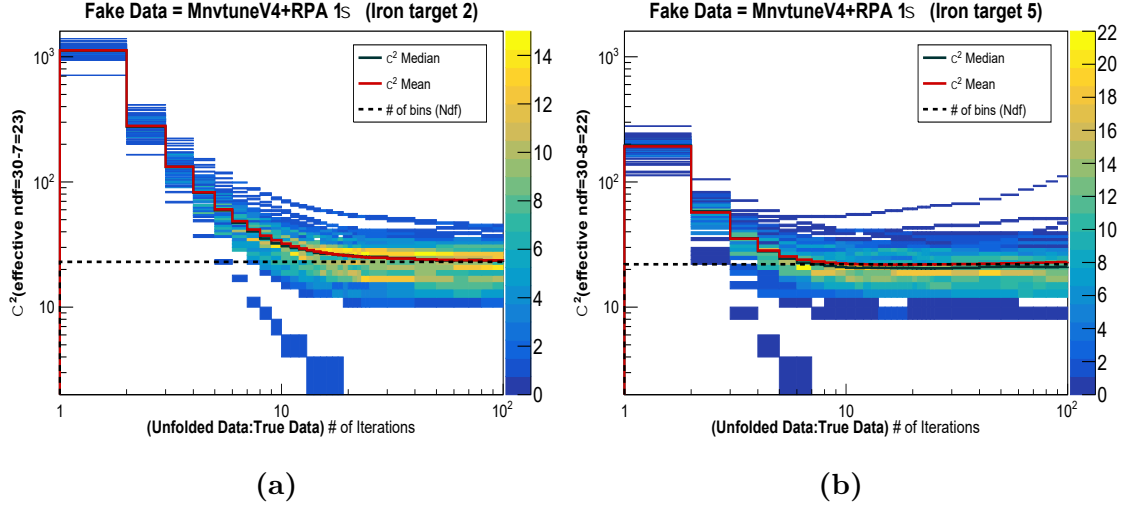 Fake Data = MnvtuneV4+RPA 1s (Iron target 2)
14
12
10
8
6
4
2
0
10³
10²
10
c² Median
c² Mean
# of bins (Ndf)
C²(effective ndf=30-7=23)
1
10
10²
(Unfolded Data:True Data) # of Iterations
(a)
Fake Data = MnvtuneV4+RPA 1s (Iron target 5)
22
20
18
16
14
12
10
8
6
4
2
0
10³
10²
10
c² Median
c² Mean
# of bins (Ndf)
C²(effective ndf=30-8=22)
1
10
10²
(Unfolded Data:True Data) # of Iterations
(b)